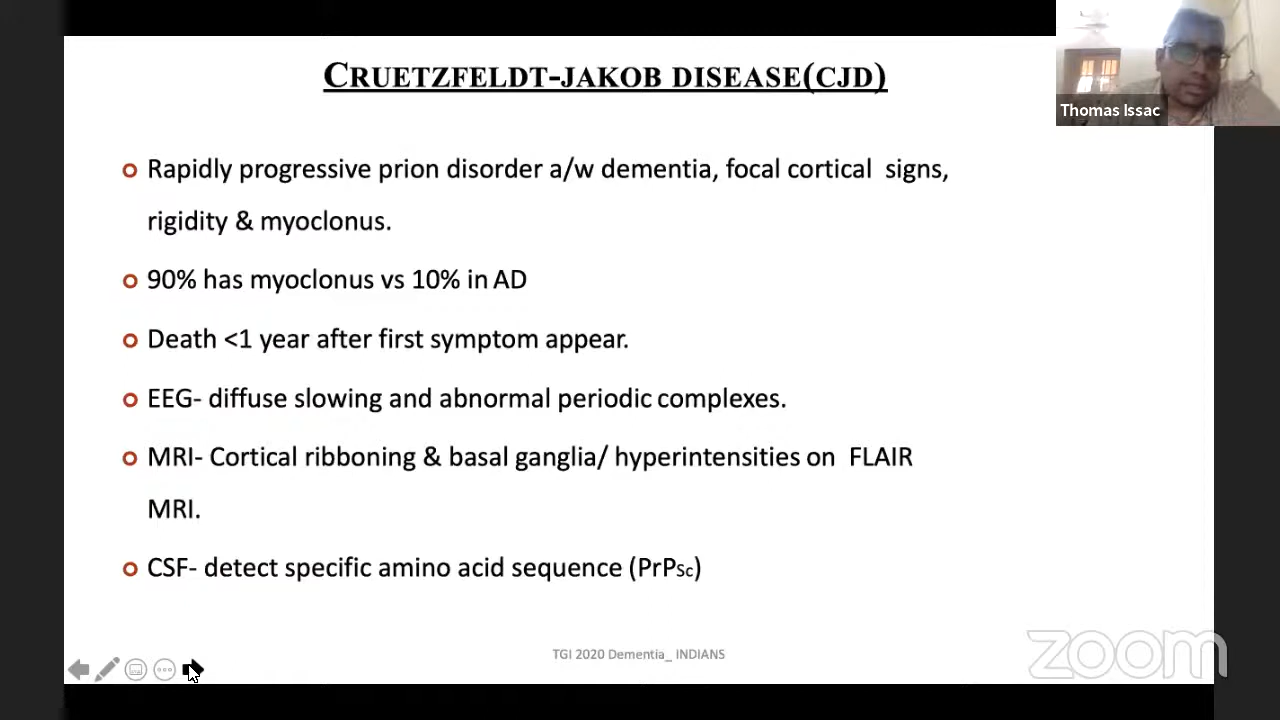 CRUETZFELDT-JAKOB DISEASE(CJD)
Thomas Issac
Rapidly progressive prion disorder a/w dementia, focal cortical signs,
rigidity & myoclonus.
90% has myoclonus vs 10% in AD
Death <1 year after first symptom appear.
EEG- diffuse slowing and abnormal periodic complexes.
MRI- Cortical ribboning & basal ganglia/ hyperintensities on FLAIR
MRI.
CSF- detect specific amino acid sequence (PrPSc)
TGI 2020 Dementia_ INDIANS
zoom